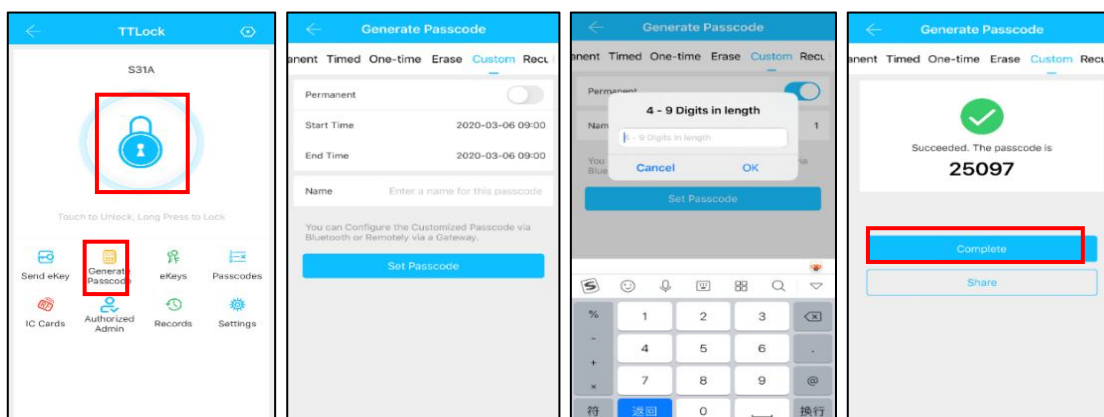 TTLock
S31A
Touch to Unlock, Long Press to Lock
Send eKey
Generate
Passcode
eKeys
Passcodes
IC Cards
Authorized
Admin
Records
Settings
Generate Passcode
anent Timed One-time Erase Custom Recu
Permanent
Start Time 2020-03-06 09:00
End Time 2020-03-06 09:00
Name Enter a name for this passcode
You can Configure the Customized Passcode via
Bluetooth or Remotely via a Gateway.
Set Passcode
Generate Passcode
anent Timed One-time Erase Custom Recu
Permanent
4 - 9 Digits in length
Nam 1
4 - 9 Digits in length
You via
Blue
Cancel OK
Set Passcode
% 1 2 3
- 4 5 6 .
+
× 7 8 9 @
符 返回 0 换行
Generate Passcode
anent Timed One-time Erase Custom Recu
Succeeded. The passcode is
25097
Complete
Share